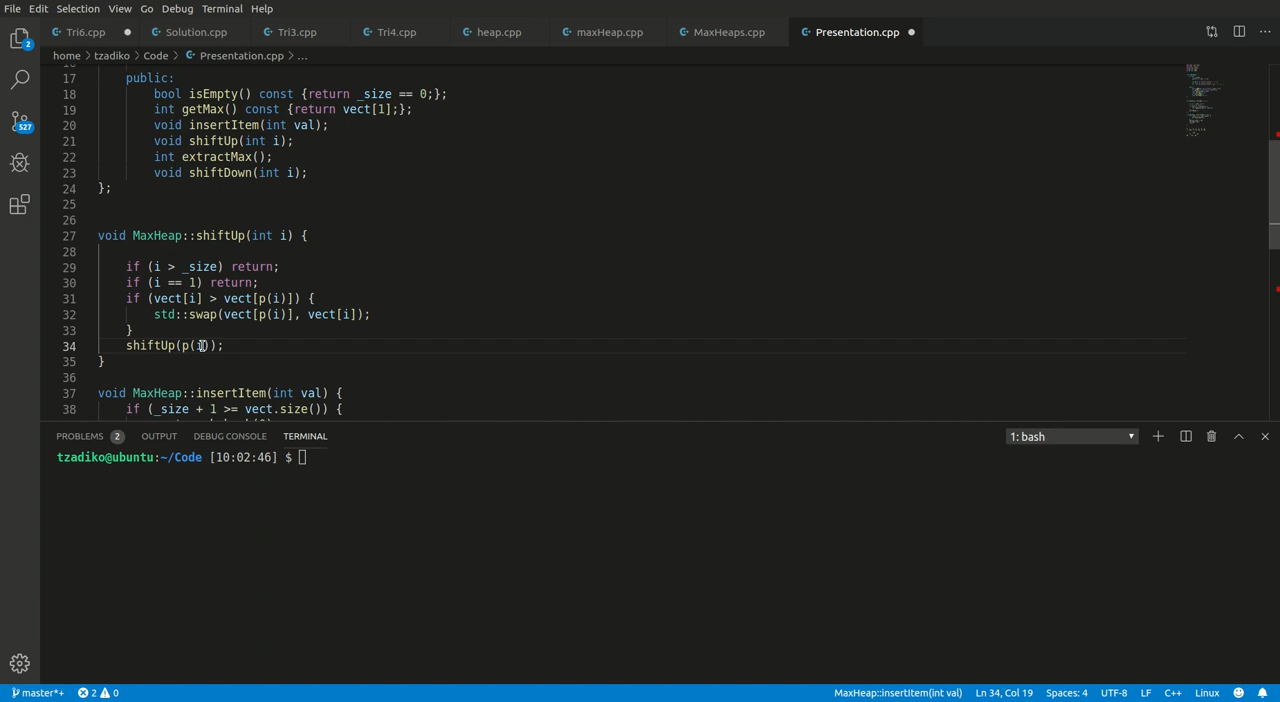 File Edit Selection View Go Debug Terminal Help
Tri6.cpp Solution.cpp Tri3.cpp Tri4.cpp heap.cpp maxHeap.cpp MaxHeaps.cpp Presentation.cpp
home > tzadiko > Code > Presentation.cpp > ...
17 public:
18 bool isEmpty() const {return _size == 0;};
19 int getMax() const {return vect[1];};
20 void insertItem(int val);
21 void shiftUp(int i);
22 int extractMax();
23 void shiftDown(int i);
24 };
25
26
27 void MaxHeap::shiftUp(int i) {
28
29 if (i > _size) return;
30 if (i == 1) return;
31 if (vect[i] > vect[p(i)]) {
32 std::swap(vect[p(i)], vect[i]);
33 }
34 shiftUp(p(i));
35 }
36
37 void MaxHeap::insertItem(int val) {
38 if (_size + 1 >= vect.size()) {
2
527
PROBLEMS 2 OUTPUT DEBUG CONSOLE TERMINAL 1: bash
tzadiko@ubuntu:~/Code [10:02:46] $
master*+ 2 0 MaxHeap::insertItem(int val) Ln 34, Col 19 Spaces: 4 UTF-8 LF C++ Linux